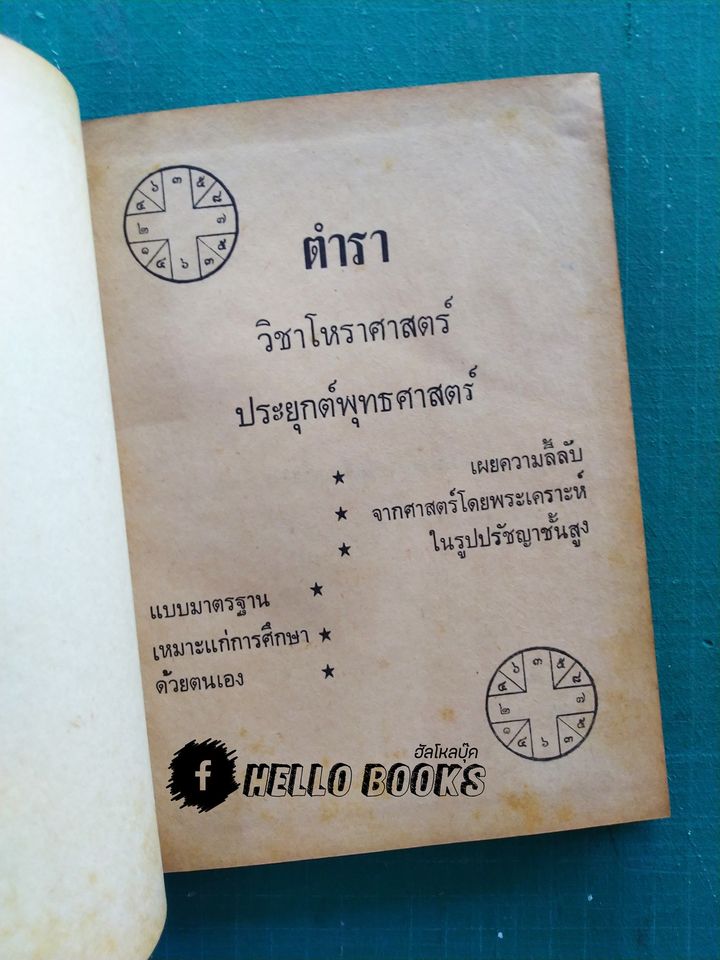 ตำรา
วิชาโหราศาสตร์
ประยุกต์พุทธศาสตร์
★ เผยความลี้ลับ
★ จากศาสตร์โดยพระเคราะห์
★ ในรูปปรัชญาชั้นสูง
แบบมาตรฐาน ★
เหมาะแก่การศึกษา ★
ด้วยตนเอง ★
ฮัลโหลบุ๊ค
f HELLO BOOKS